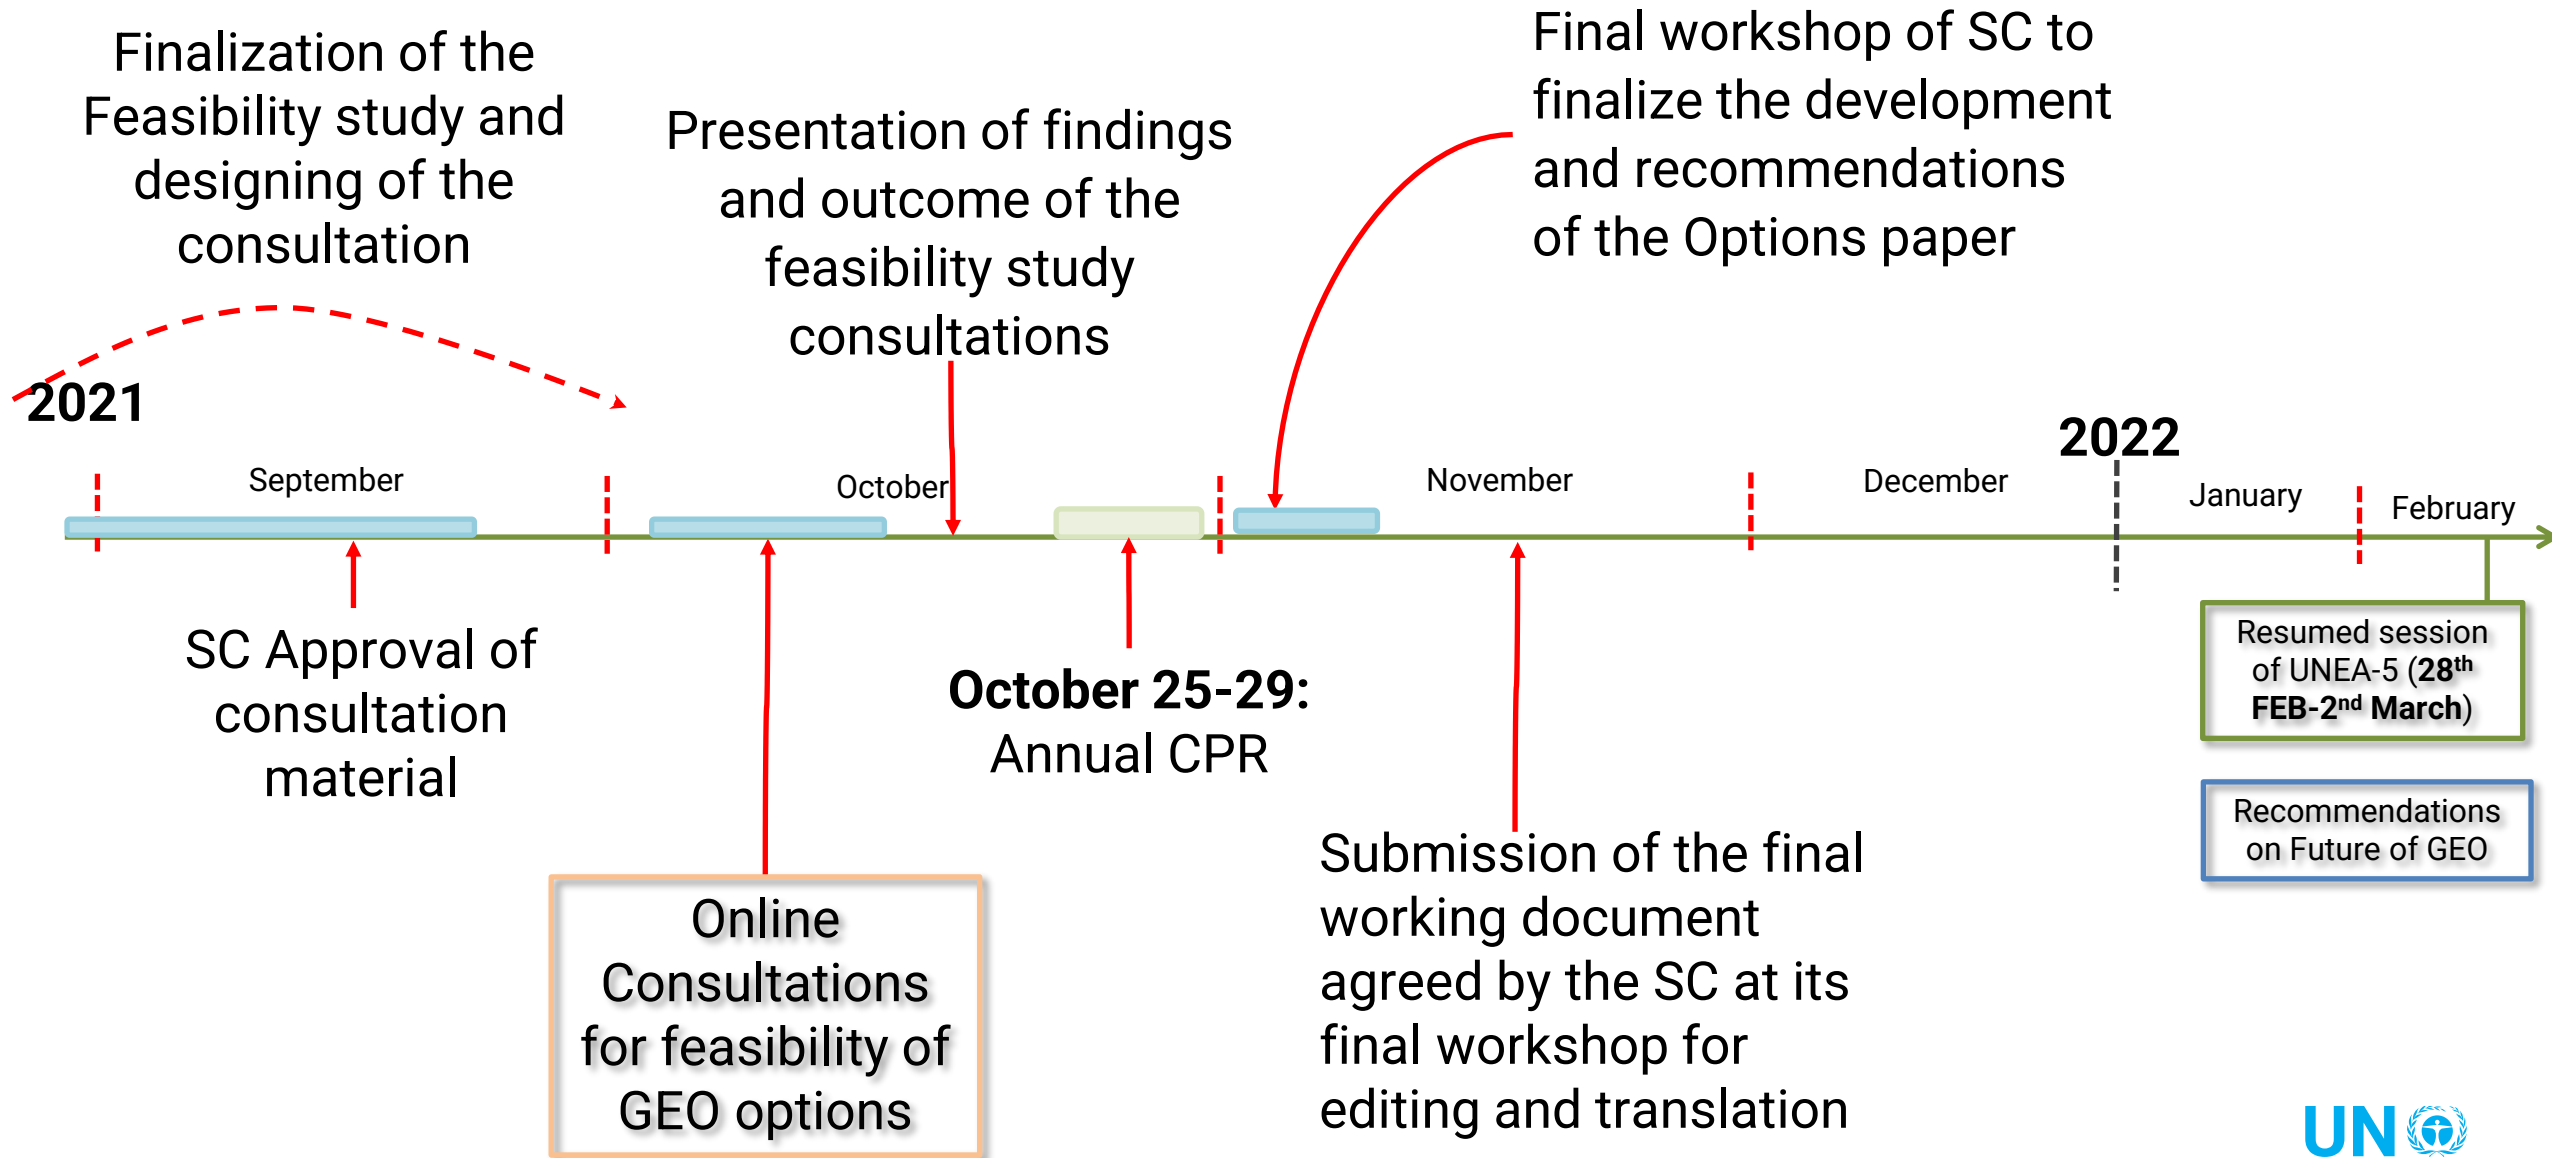 Finalization of the
Feasibility study and
designing of the
consultation
Presentation of findings
and outcome of the
feasibility study
consultations
Final workshop of SC to
finalize the development
and recommendations
of the Options paper
2021
2022
September
October
November
December
January
February
SC Approval of
consultation
material
October 25-29:
Annual CPR
Resumed session
of UNEA-5 (28th
FEB-2nd March)
Recommendations
on Future of GEO
Online
Consultations
for feasibility of
GEO options
Submission of the final
working document
agreed by the SC at its
final workshop for
editing and translation
UN